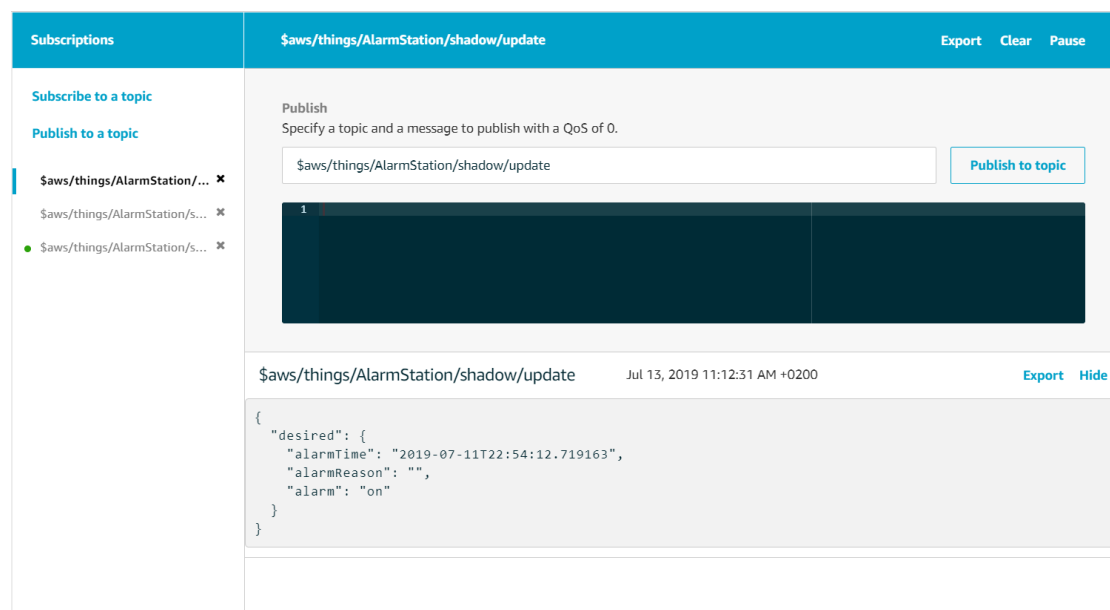 Subscriptions
$aws/things/AlarmStation/shadow/update
Export Clear Pause
Subscribe to a topic
Publish to a topic
$aws/things/AlarmStation/... ×
$aws/things/AlarmStation/s... ×
$aws/things/AlarmStation/s... ×
Publish
Specify a topic and a message to publish with a QoS of 0.
$aws/things/AlarmStation/shadow/update
Publish to topic
1
$aws/things/AlarmStation/shadow/update Jul 13, 2019 11:12:31 AM +0200 Export Hide
{
  "desired": {
    "alarmTime": "2019-07-11T22:54:12.719163",
    "alarmReason": "",
    "alarm": "on"
  }
}